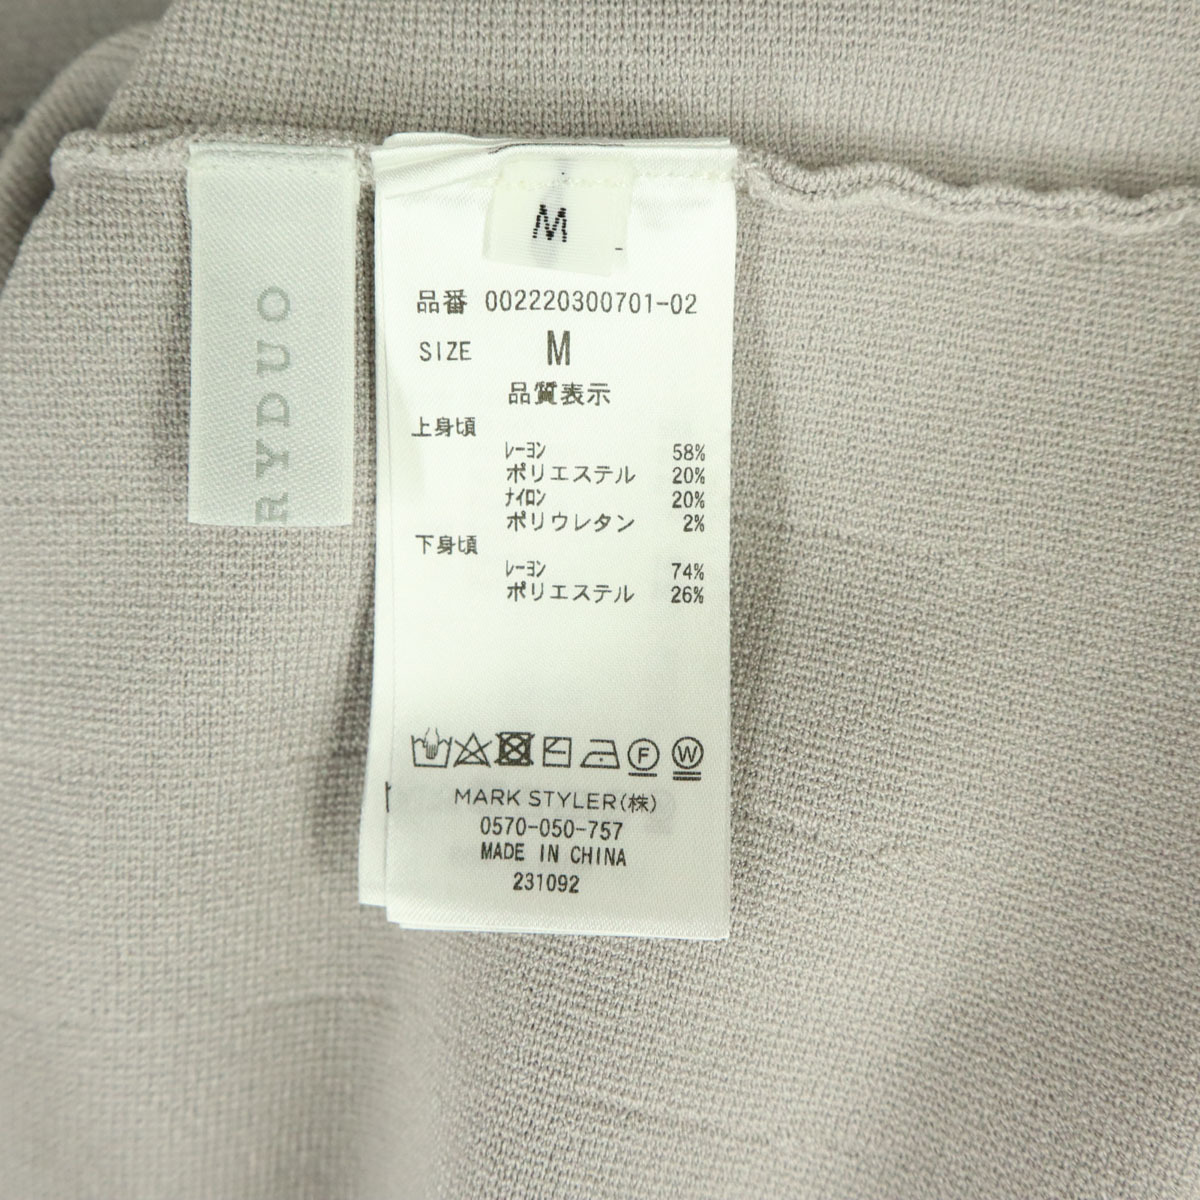 RYDUO
M
品番 002220300701-02
SIZE M
品質表示
上身頃
レーヨン 58%
ポリエステル 20%
ナイロン 20%
ポリウレタン 2%
下身頃
レーヨン 74%
ポリエステル 26%
F W
MARK STYLER(株)
0570-050-757
MADE IN CHINA
231092